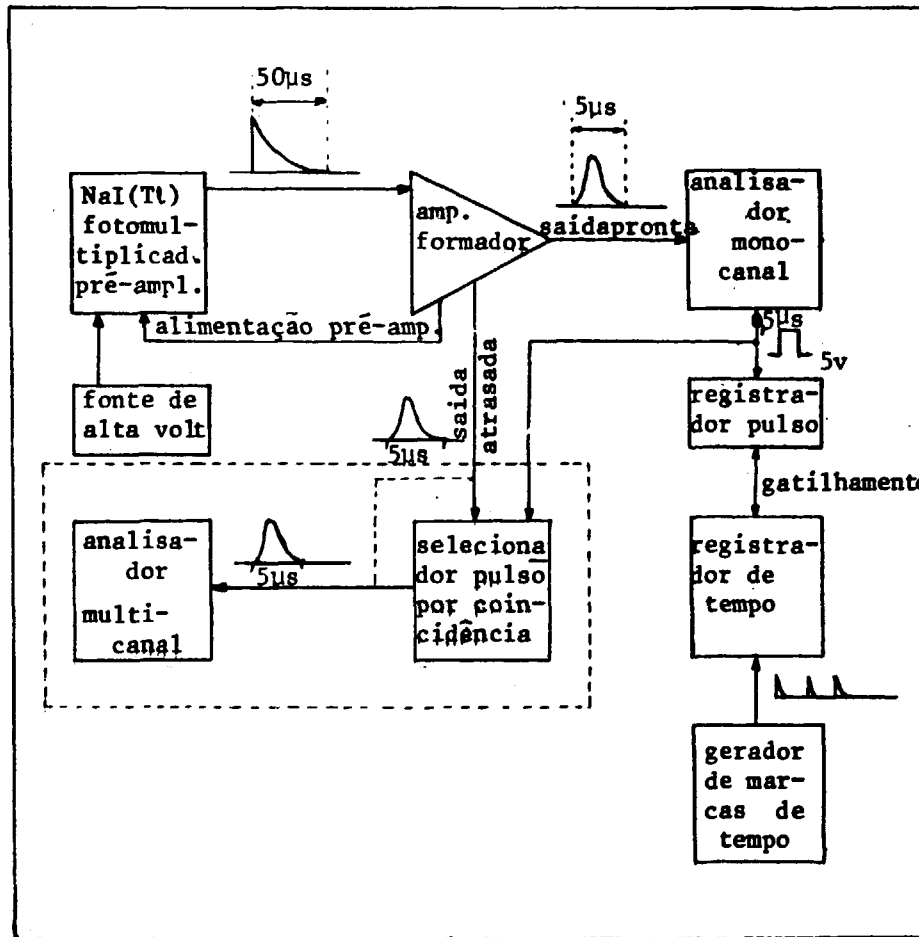 50μs
5μs
NaI(Tl)
fotomul-
tiplicad.
pré-ampl.
amp.
formador
saídapronta
analisa-
dor
mono-
canal
alimentação pré-amp.
5μs
5v
fonte de
alta volt
saida
atrasada
5μs
registra-
dor pulso
gatilhamento
analisa-
dor
multi-
canal
5μs
seleciona
dor pulso
por coin-
cidência
registra-
dor de
tempo
gerador
de mar-
cas de
tempo